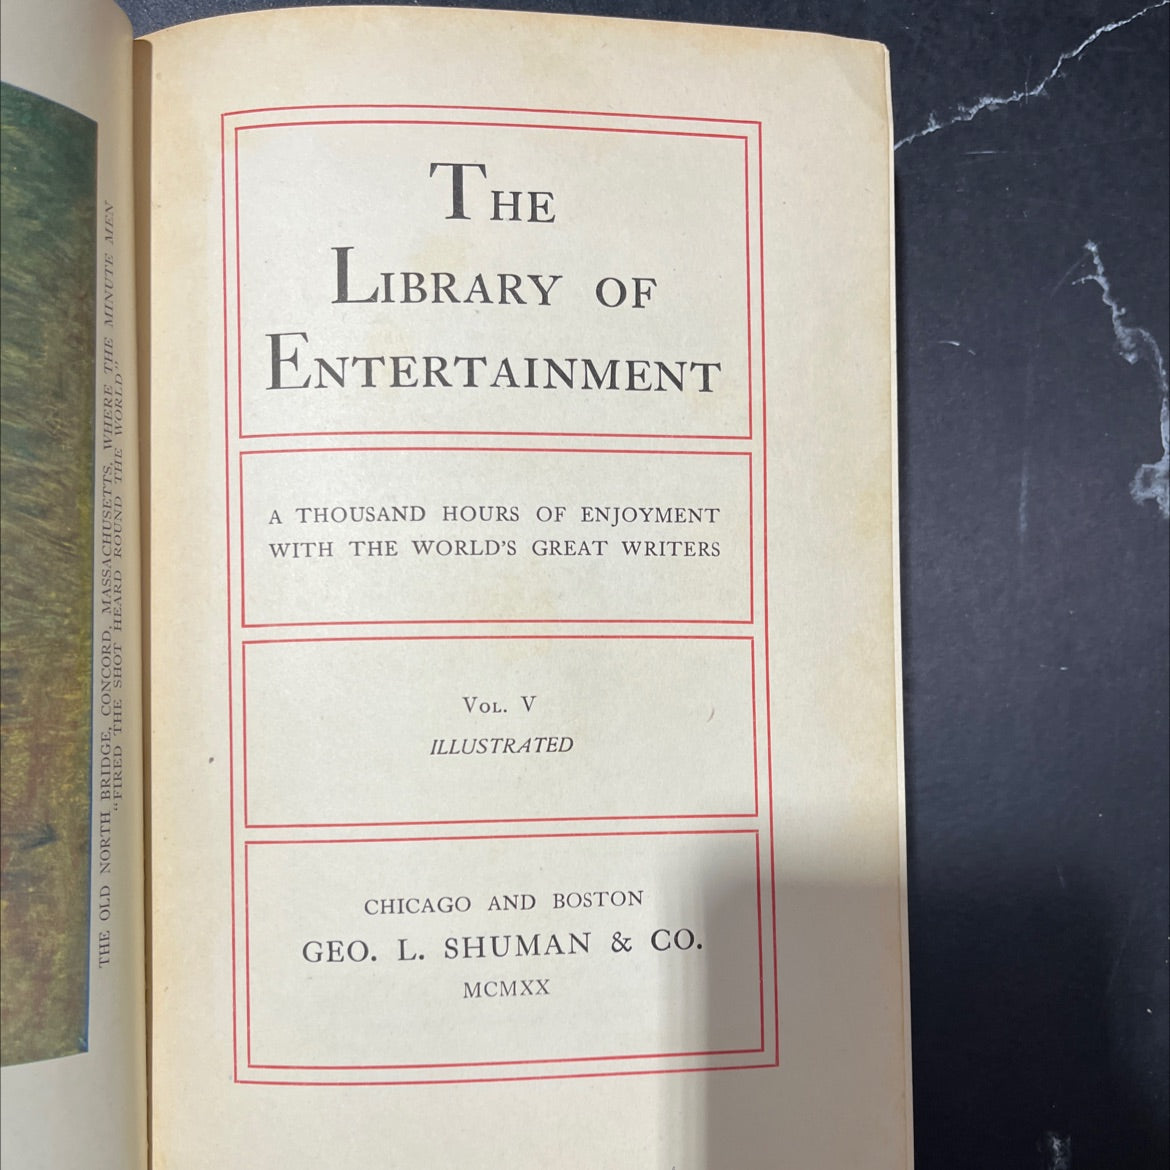 THE OLD NORTH BRIDGE, CONCORD, MASSACHUSETTS, WHERE THE MINUTE MEN
"FIRED THE SHOT HEARD ROUND THE WORLD"
THE
LIBRARY OF
ENTERTAINMENT
A THOUSAND HOURS OF ENJOYMENT
WITH THE WORLD'S GREAT WRITERS
VOL. V
ILLUSTRATED
CHICAGO AND BOSTON
GEO. L. SHUMAN & CO.
MCMXX